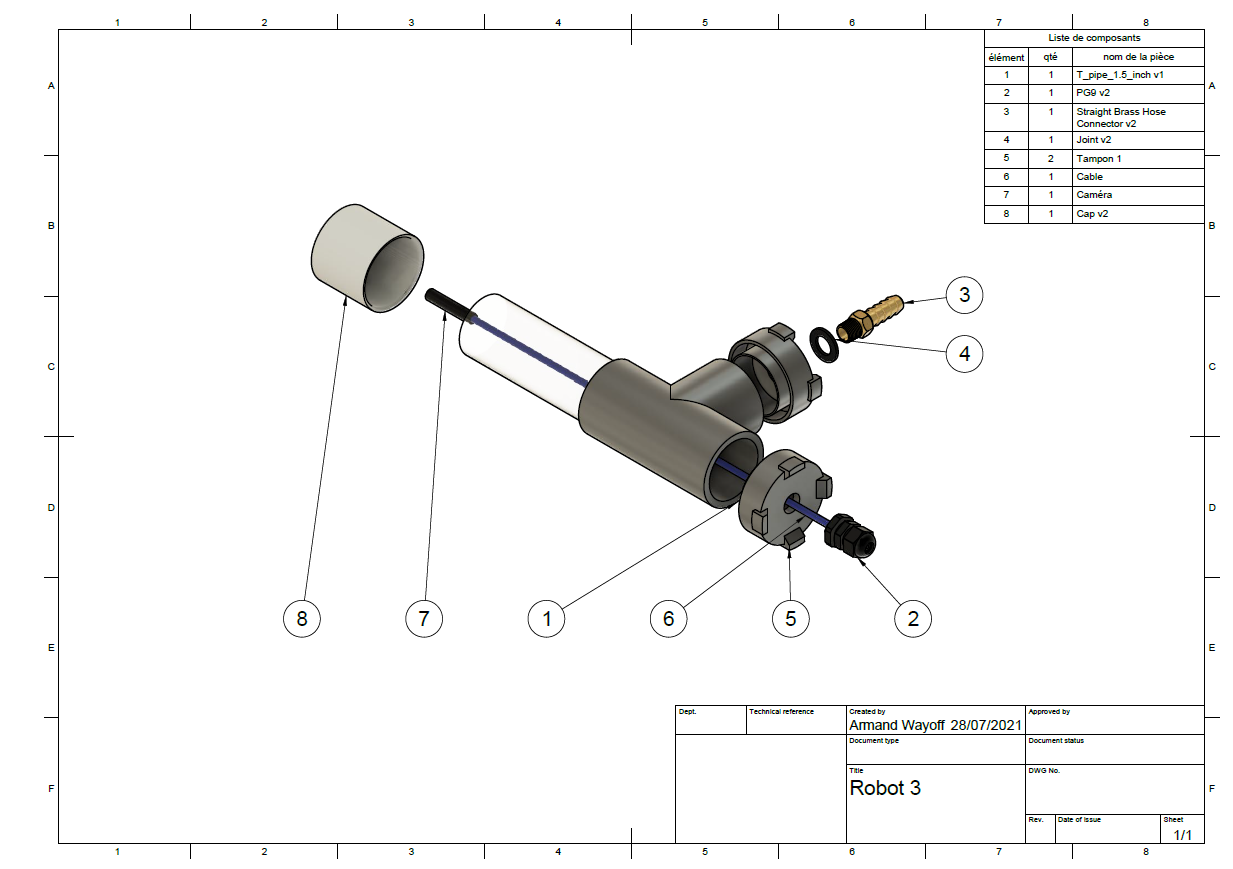 1 2 3 4 5 6 7 8
Liste de composants
élément qté nom de la pièce
1 1 T_pipe_1.5_inch v1
2 1 PG9 v2
3 1 Straight Brass Hose
Connector v2
4 1 Joint v2
5 2 Tampon 1
6 1 Cable
7 1 Caméra
8 1 Cap v2
A A
B B
3
C C
4
D D
8 7 1 6 5 2
E E
Dept. Technical reference Created by Approved by
Armand Wayoff 28/07/2021
Document type Document status
Title DWG No.
Robot 3
F F
Rev. Date of issue Sheet
1/1
1 2 3 4 5 6 7 8